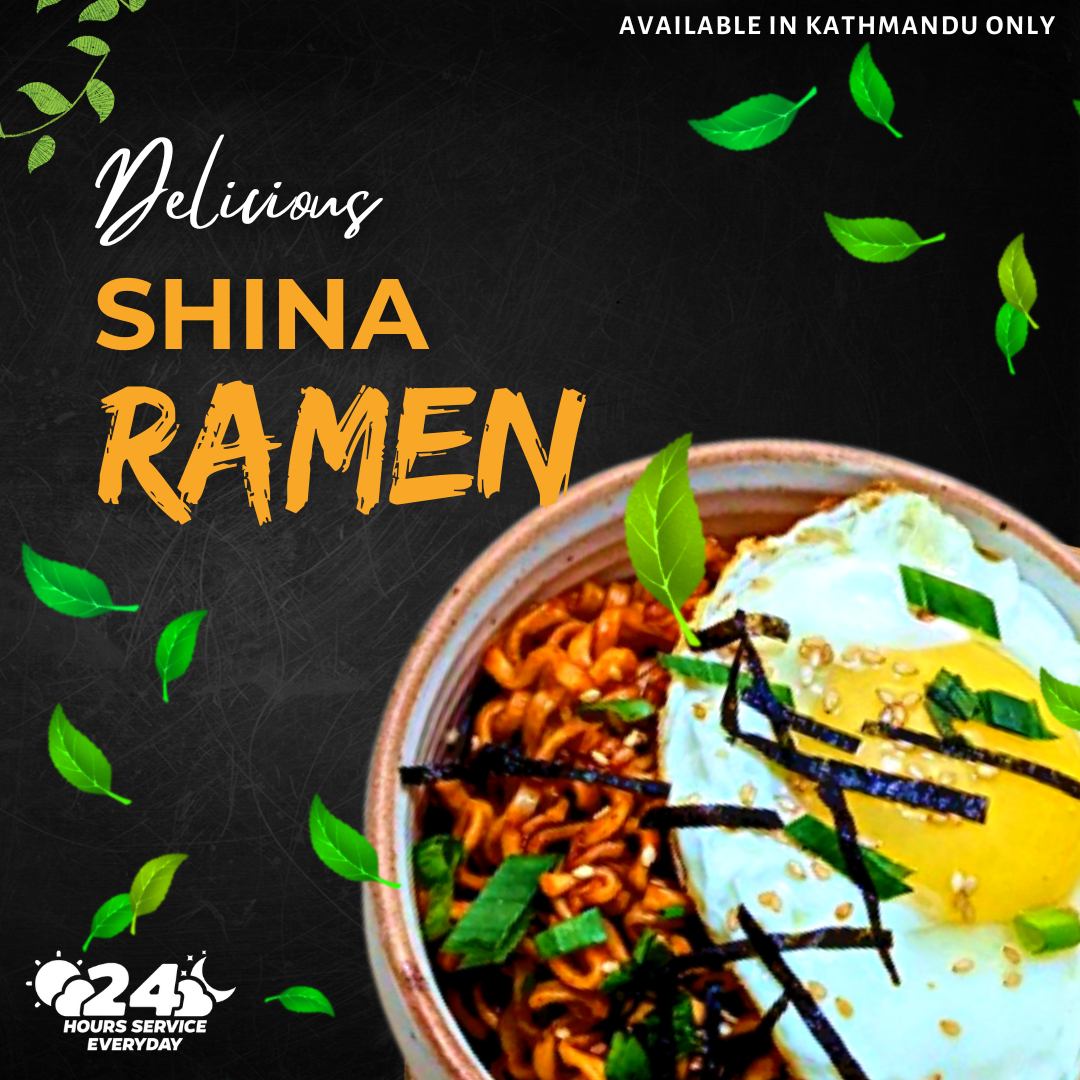 AVAILABLE IN KATHMANDU ONLY
Delicious
SHINA
RAMEN
24
HOURS SERVICE
EVERYDAY